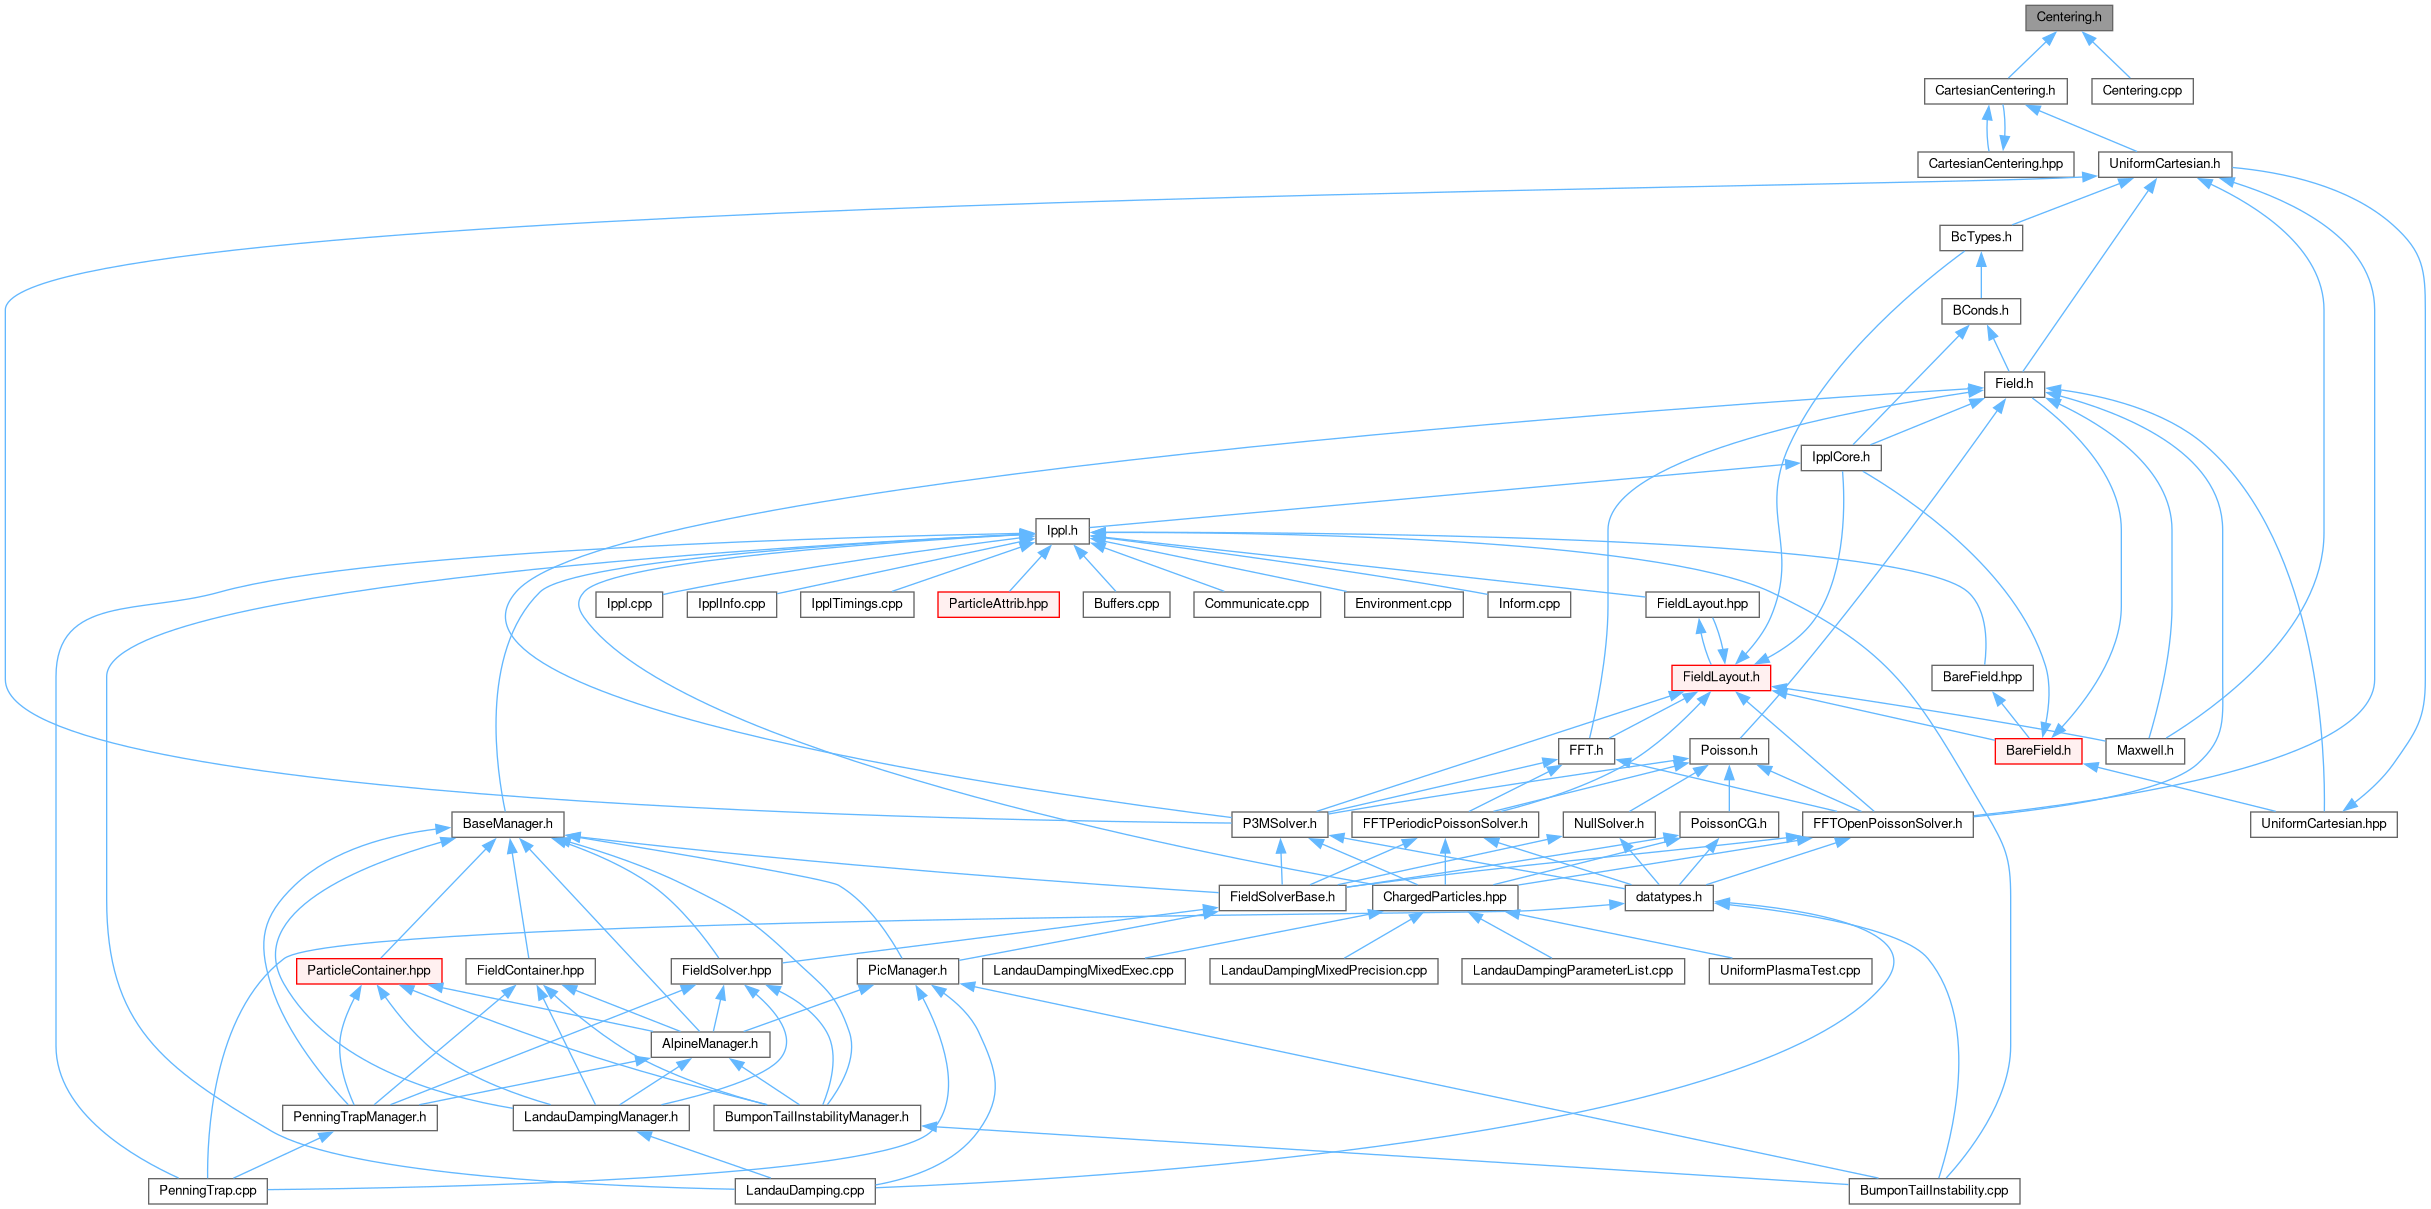 Centering.h
CartesianCentering.h
Centering.cpp
CartesianCentering.hpp
UniformCartesian.h
BcTypes.h
BConds.h
Field.h
IpplCore.h
Ippl.h
Ippl.cpp
IpplInfo.cpp
IpplTimings.cpp
ParticleAttrib.hpp
Buffers.cpp
Communicate.cpp
Environment.cpp
Inform.cpp
FieldLayout.hpp
FieldLayout.h
BareField.hpp
FFT.h
Poisson.h
BareField.h
Maxwell.h
BaseManager.h
P3MSolver.h
FFTPeriodicPoissonSolver.h
NullSolver.h
PoissonCG.h
FFTOpenPoissonSolver.h
UniformCartesian.hpp
FieldSolverBase.h
ChargedParticles.hpp
datatypes.h
ParticleContainer.hpp
FieldContainer.hpp
FieldSolver.hpp
PicManager.h
LandauDampingMixedExec.cpp
LandauDampingMixedPrecision.cpp
LandauDampingParameterList.cpp
UniformPlasmaTest.cpp
AlpineManager.h
PenningTrapManager.h
LandauDampingManager.h
BumponTailInstabilityManager.h
PenningTrap.cpp
LandauDamping.cpp
BumponTailInstability.cpp